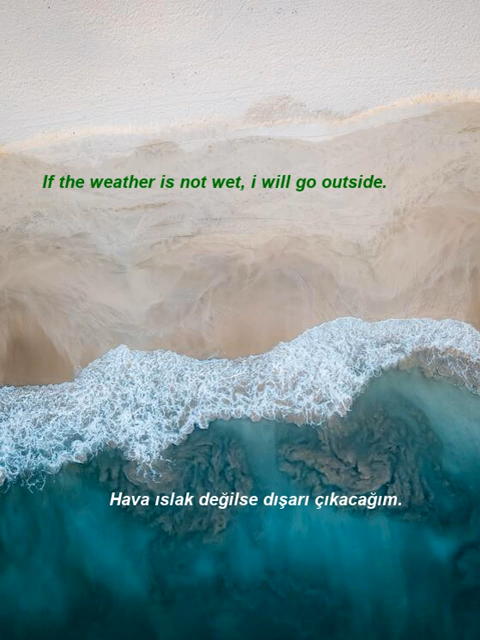 If the weather is not wet, i will go outside.
Hava ıslak değilse dışarı çıkacağım.